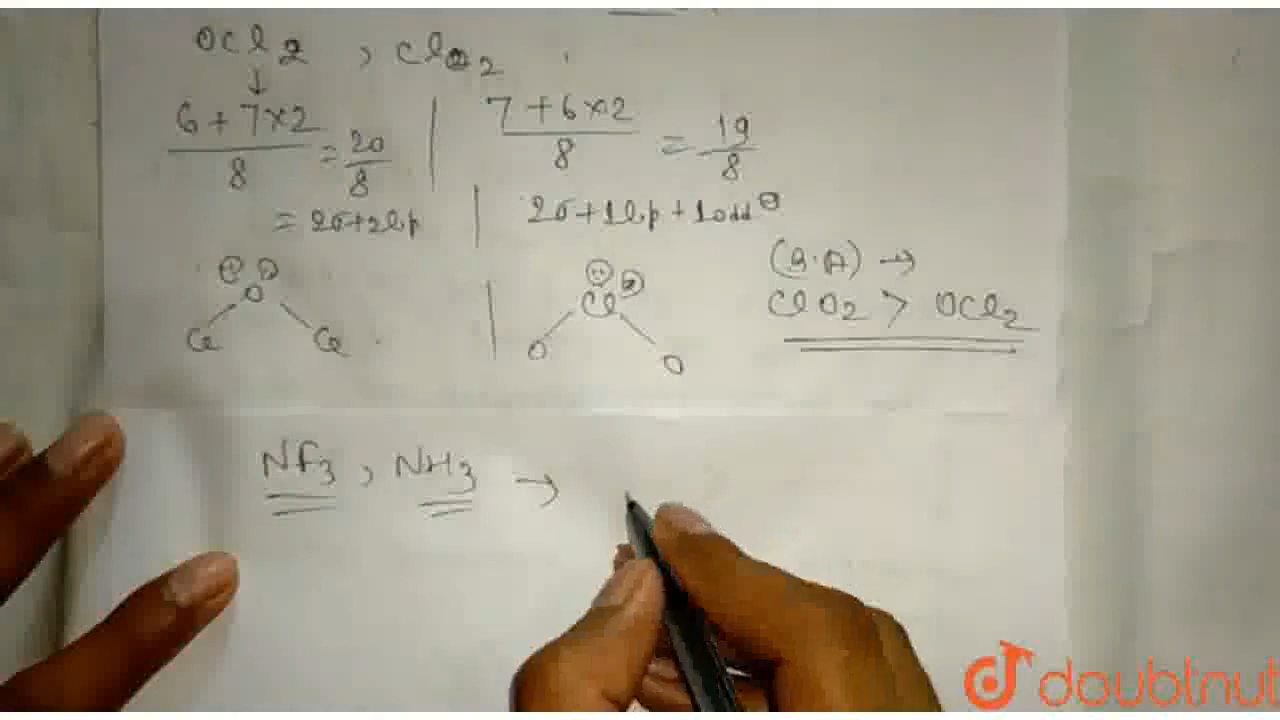 OCl2 , ClO2
↓
6+7×2 / 8 = 20/8 | 7+6×2 / 8 = 19/8
= 2σ+2lp | 2σ+1lp+1odd e
(B.A) →
ClO2 > OCl2
O | Cl
Cl Cl | O O
NF3 , NH3 →
doubtnut